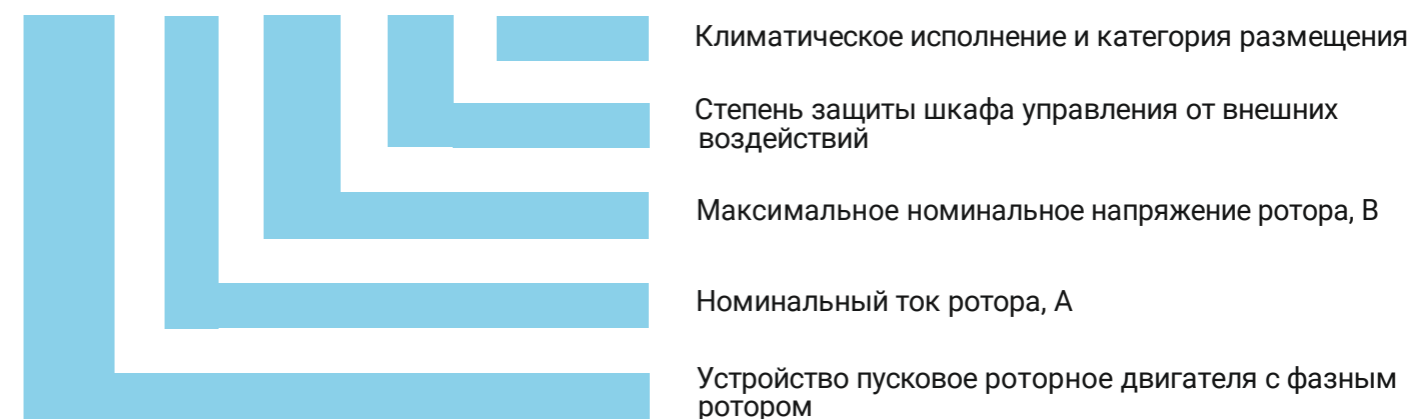 Климатическое исполнение и категория размещения
Степень защиты шкафа управления от внешних
воздействий
Максимальное номинальное напряжение ротора, В
Номинальный ток ротора, А
Устройство пусковое роторное двигателя с фазным
ротором